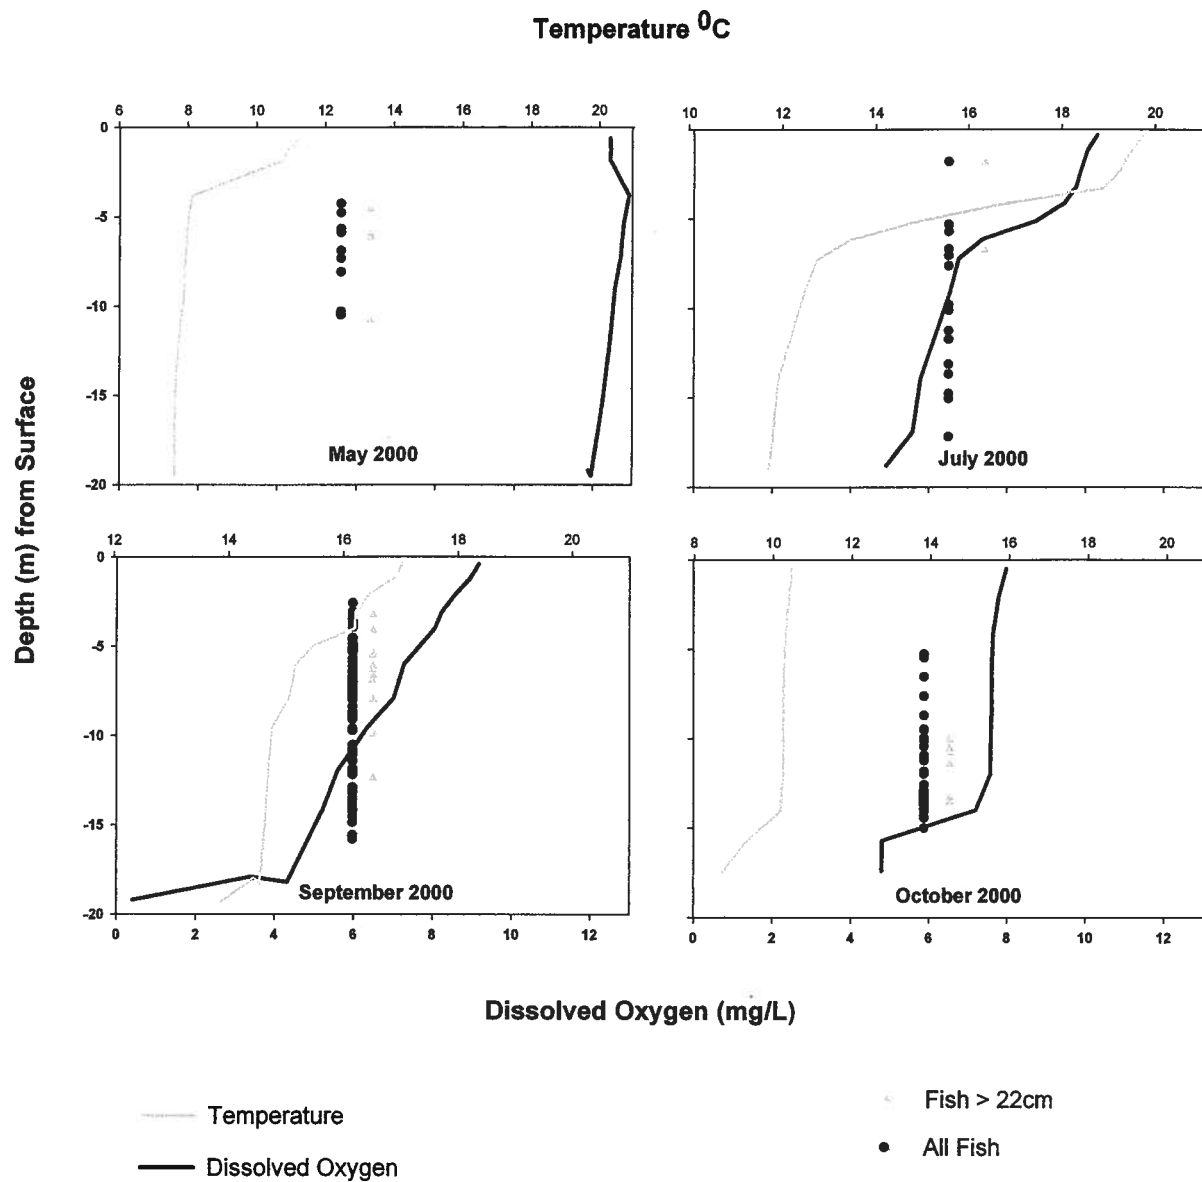 Temperature ⁰C
6 8 10 12 14 16 18 20
10 12 14 16 18 20
0
-5
-10
-15
-20
May 2000
July 2000
Depth (m) from Surface
12 14 16 18 20
8 10 12 14 16 18 20
0
-5
-10
-15
-20
September 2000
October 2000
0 2 4 6 8 10 12
0 2 4 6 8 10 12
Dissolved Oxygen (mg/L)
Temperature
Dissolved Oxygen
Fish > 22cm
All Fish